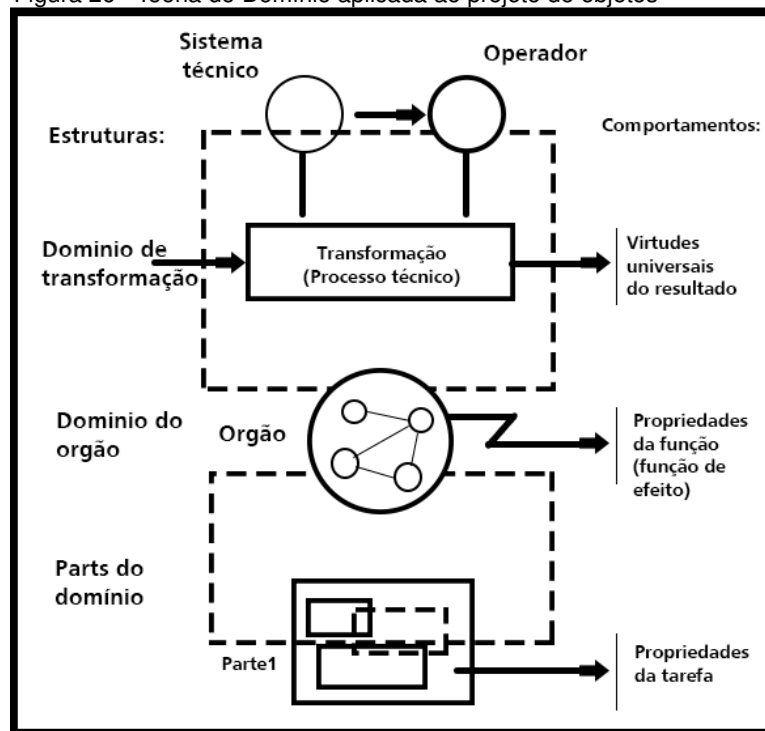 Figura - Teoria do Domínio aplicada ao projeto de objetos
Sistema
técnico
Operador
Estruturas:
Comportamentos:
Dominio de
transformação
Transformação
(Processo técnico)
Virtudes
universais
do resultado
Dominio do
orgão
Orgão
Propriedades
da função
(função de
efeito)
Parts do
domínio
Parte1
Propriedades
da tarefa